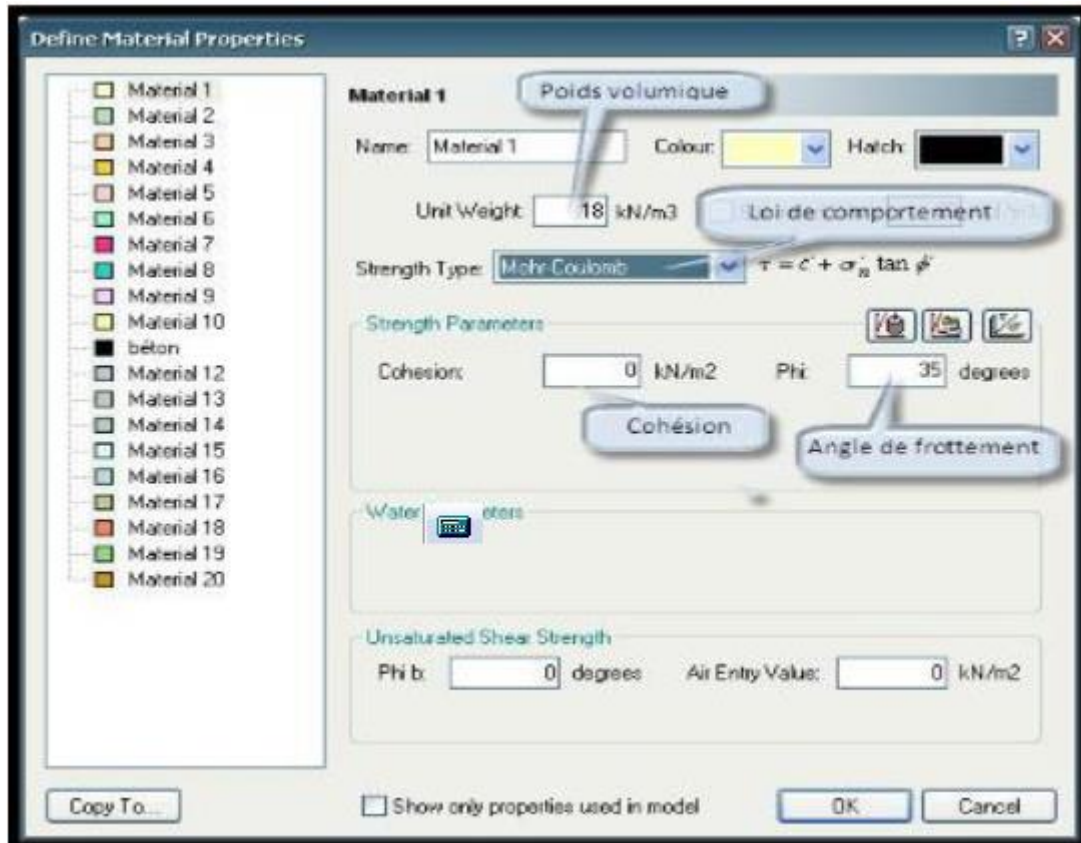 Define Material Properties
Material 1
Material 2
Material 3
Material 4
Material 5
Material 6
Material 7
Material 8
Material 9
Material 10
béton
Material 12
Material 13
Material 14
Material 15
Material 16
Material 17
Material 18
Material 19
Material 20
Material 1
Poids volumique
Name: Material 1 Colour: Hatch:
Unit Weight: 18 kN/m3
Loi de comportement
Strength Type: Mohr-Coulomb τ = c' + σ'n tan φ'
Strength Parameters
Cohesion: 0 kN/m2 Phi: 35 degrees
Cohésion
Angle de frottement
Water eters
Unsaturated Shear Strength
Phi b: 0 degrees Air Entry Value: 0 kN/m2
Copy To... Show only properties used in model OK Cancel